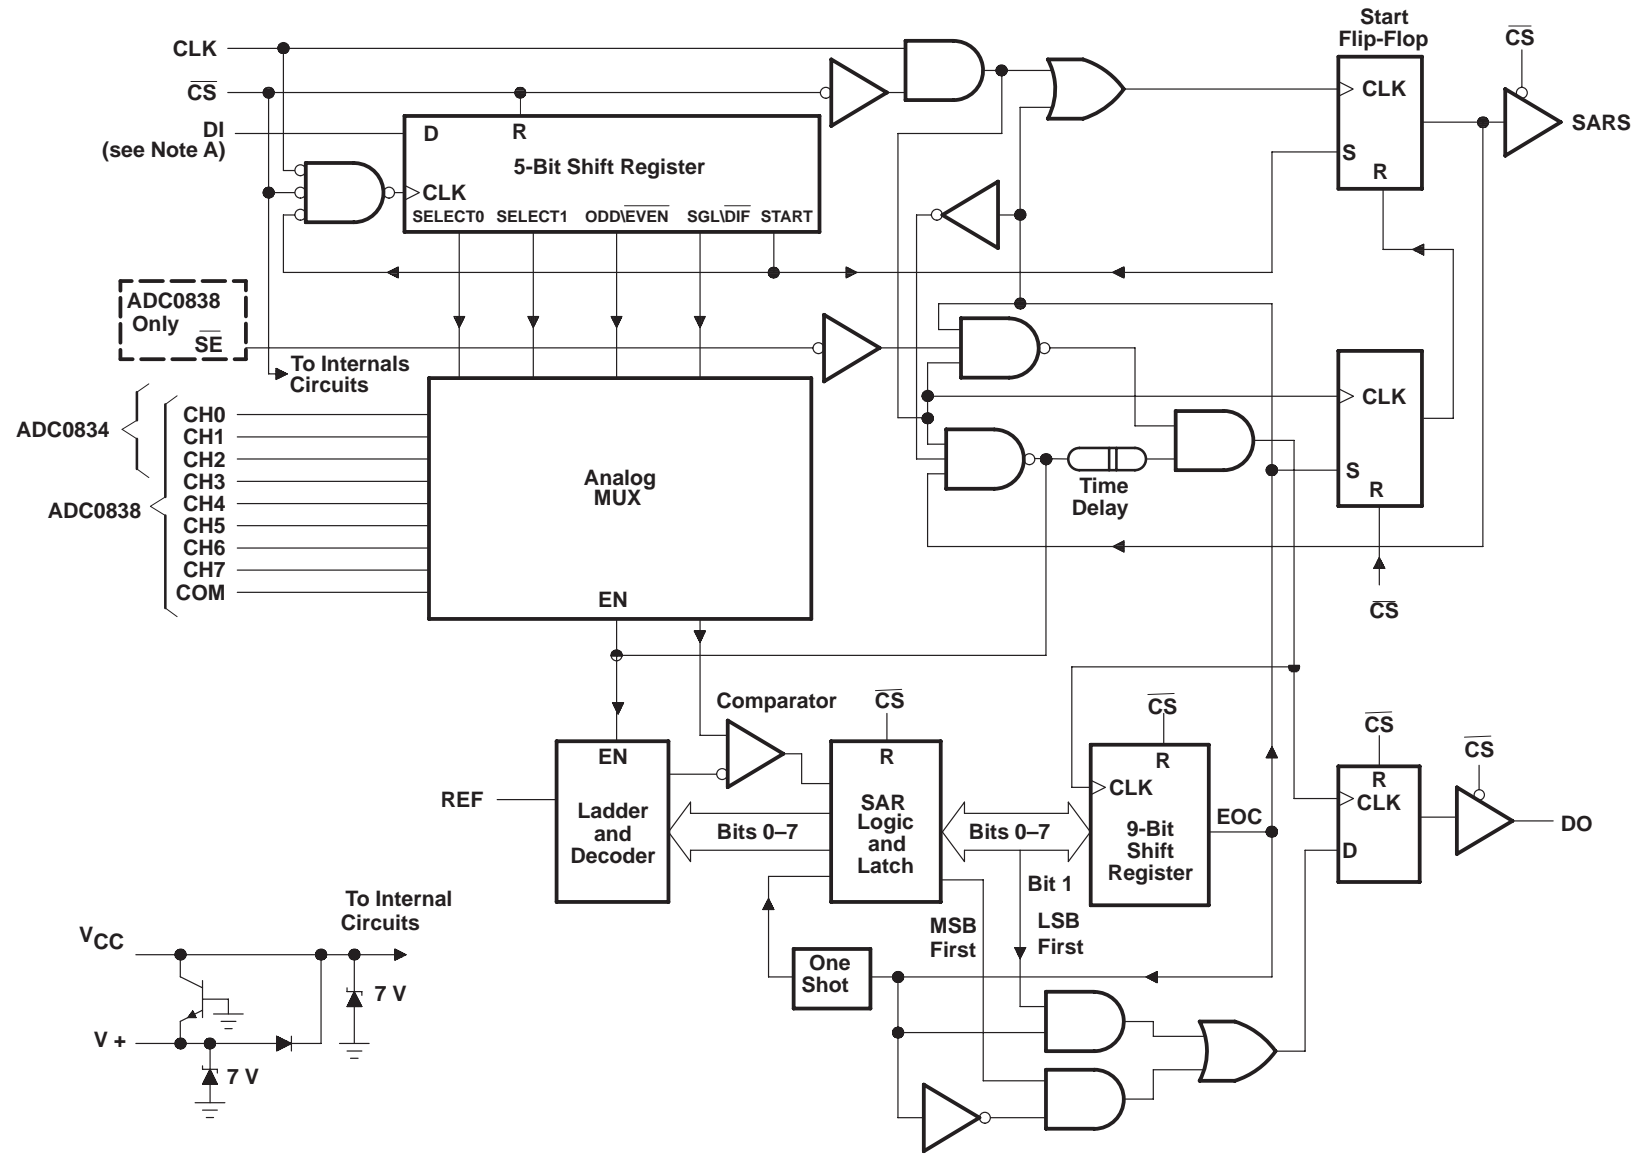 Start
Flip-Flop
CLK
CS
CS
DI
(see Note A)
D
R
5-Bit Shift Register
CLK
SELECT0
SELECT1
ODD\EVEN
SGL\DIF
START
CLK
S
R
SARS
ADC0838
Only
SE
To Internals
Circuits
ADC0834
ADC0838
CH0
CH1
CH2
CH3
CH4
CH5
CH6
CH7
COM
Analog
MUX
EN
Time
Delay
CLK
S
R
CS
Comparator
CS
CS
CS
CS
REF
EN
Ladder
and
Decoder
Bits 0–7
R
SAR
Logic
and
Latch
Bits 0–7
R
CLK
9-Bit
Shift
Register
EOC
R
CLK
D
DO
Bit 1
MSB
First
LSB
First
One
Shot
To Internal
Circuits
VCC
7 V
V +
7 V